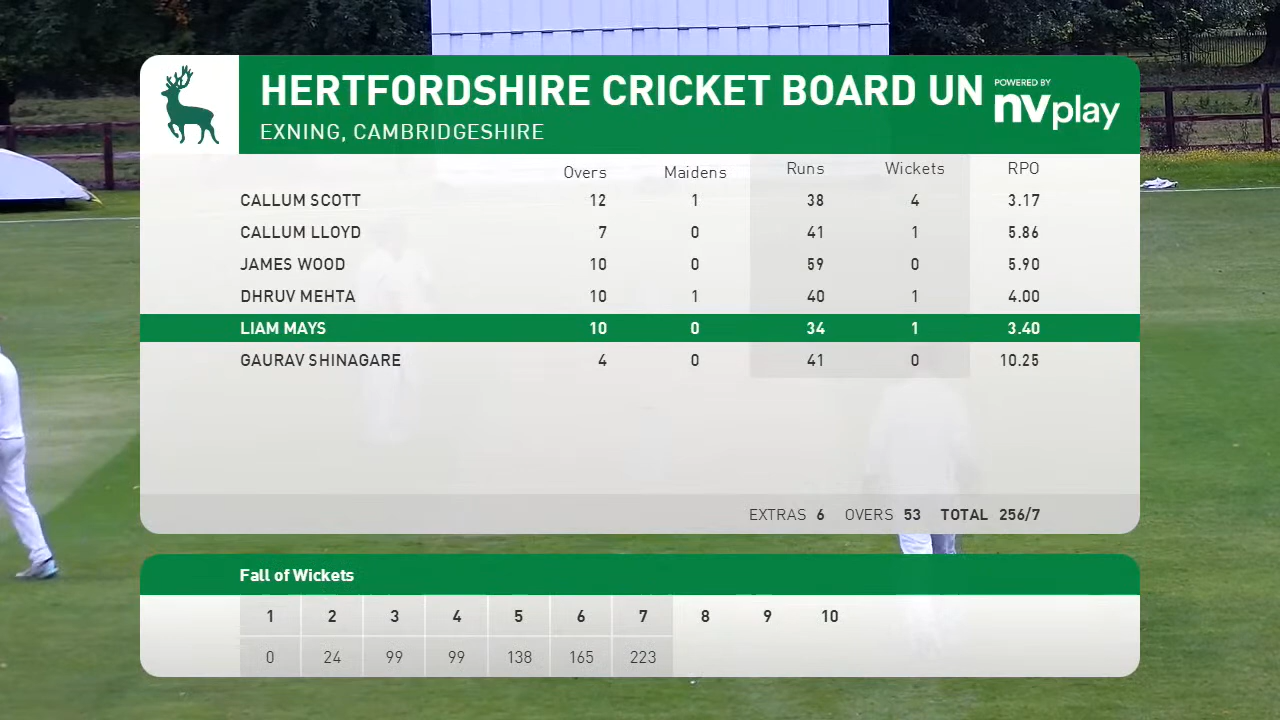 HERTFORDSHIRE CRICKET BOARD UN
POWERED BY
nvplay
EXNING, CAMBRIDGESHIRE
Overs Maidens Runs Wickets RPO
CALLUM SCOTT 12 1 38 4 3.17
CALLUM LLOYD 7 0 41 1 5.86
JAMES WOOD 10 0 59 0 5.90
DHRUV MEHTA 10 1 40 1 4.00
LIAM MAYS 10 0 34 1 3.40
GAURAV SHINAGARE 4 0 41 0 10.25
EXTRAS 6 OVERS 53 TOTAL 256/7
Fall of Wickets
1 2 3 4 5 6 7 8 9 10
0 24 99 99 138 165 223